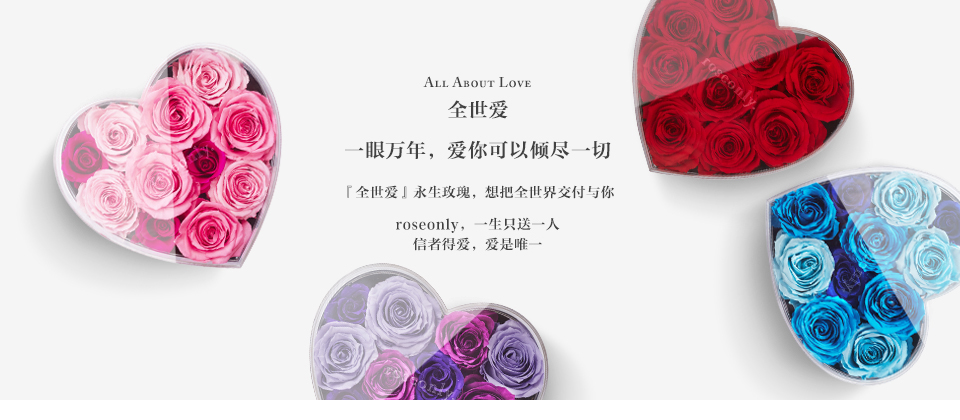 ALL ABOUT LOVE
全世爱
一眼万年，爱你可以倾尽一切
『全世爱』永生玫瑰，想把全世界交付与你
roseonly，一生只送一人
信者得爱，爱是唯一
roseonly